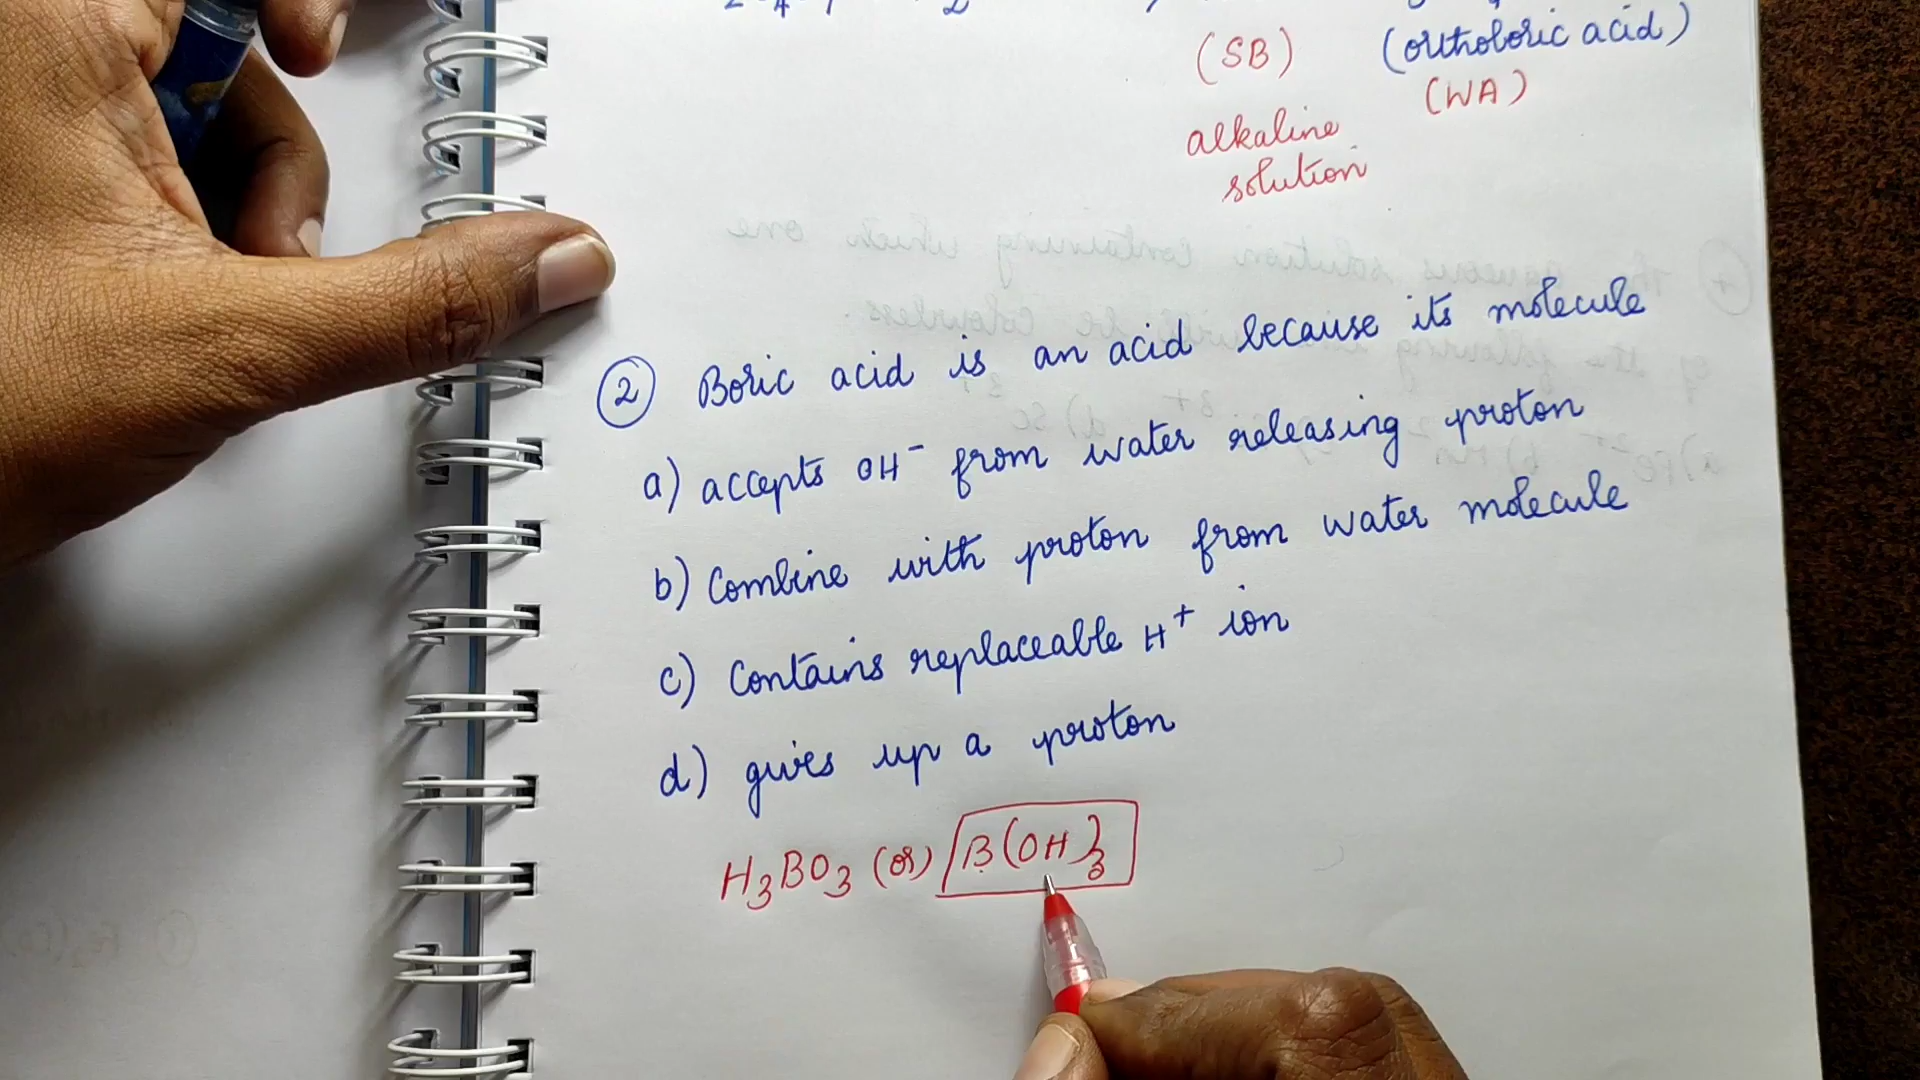 (SB) (orthoboric acid)
(WA)
alkaline
solution
② Boric acid is an acid because its molecule
a) accepts OH⁻ from water releasing proton
b) Combine with proton from water molecule
c) Contains replaceable H⁺ ion
d) gives up a proton
H₃BO₃ (or) B(OH)₃